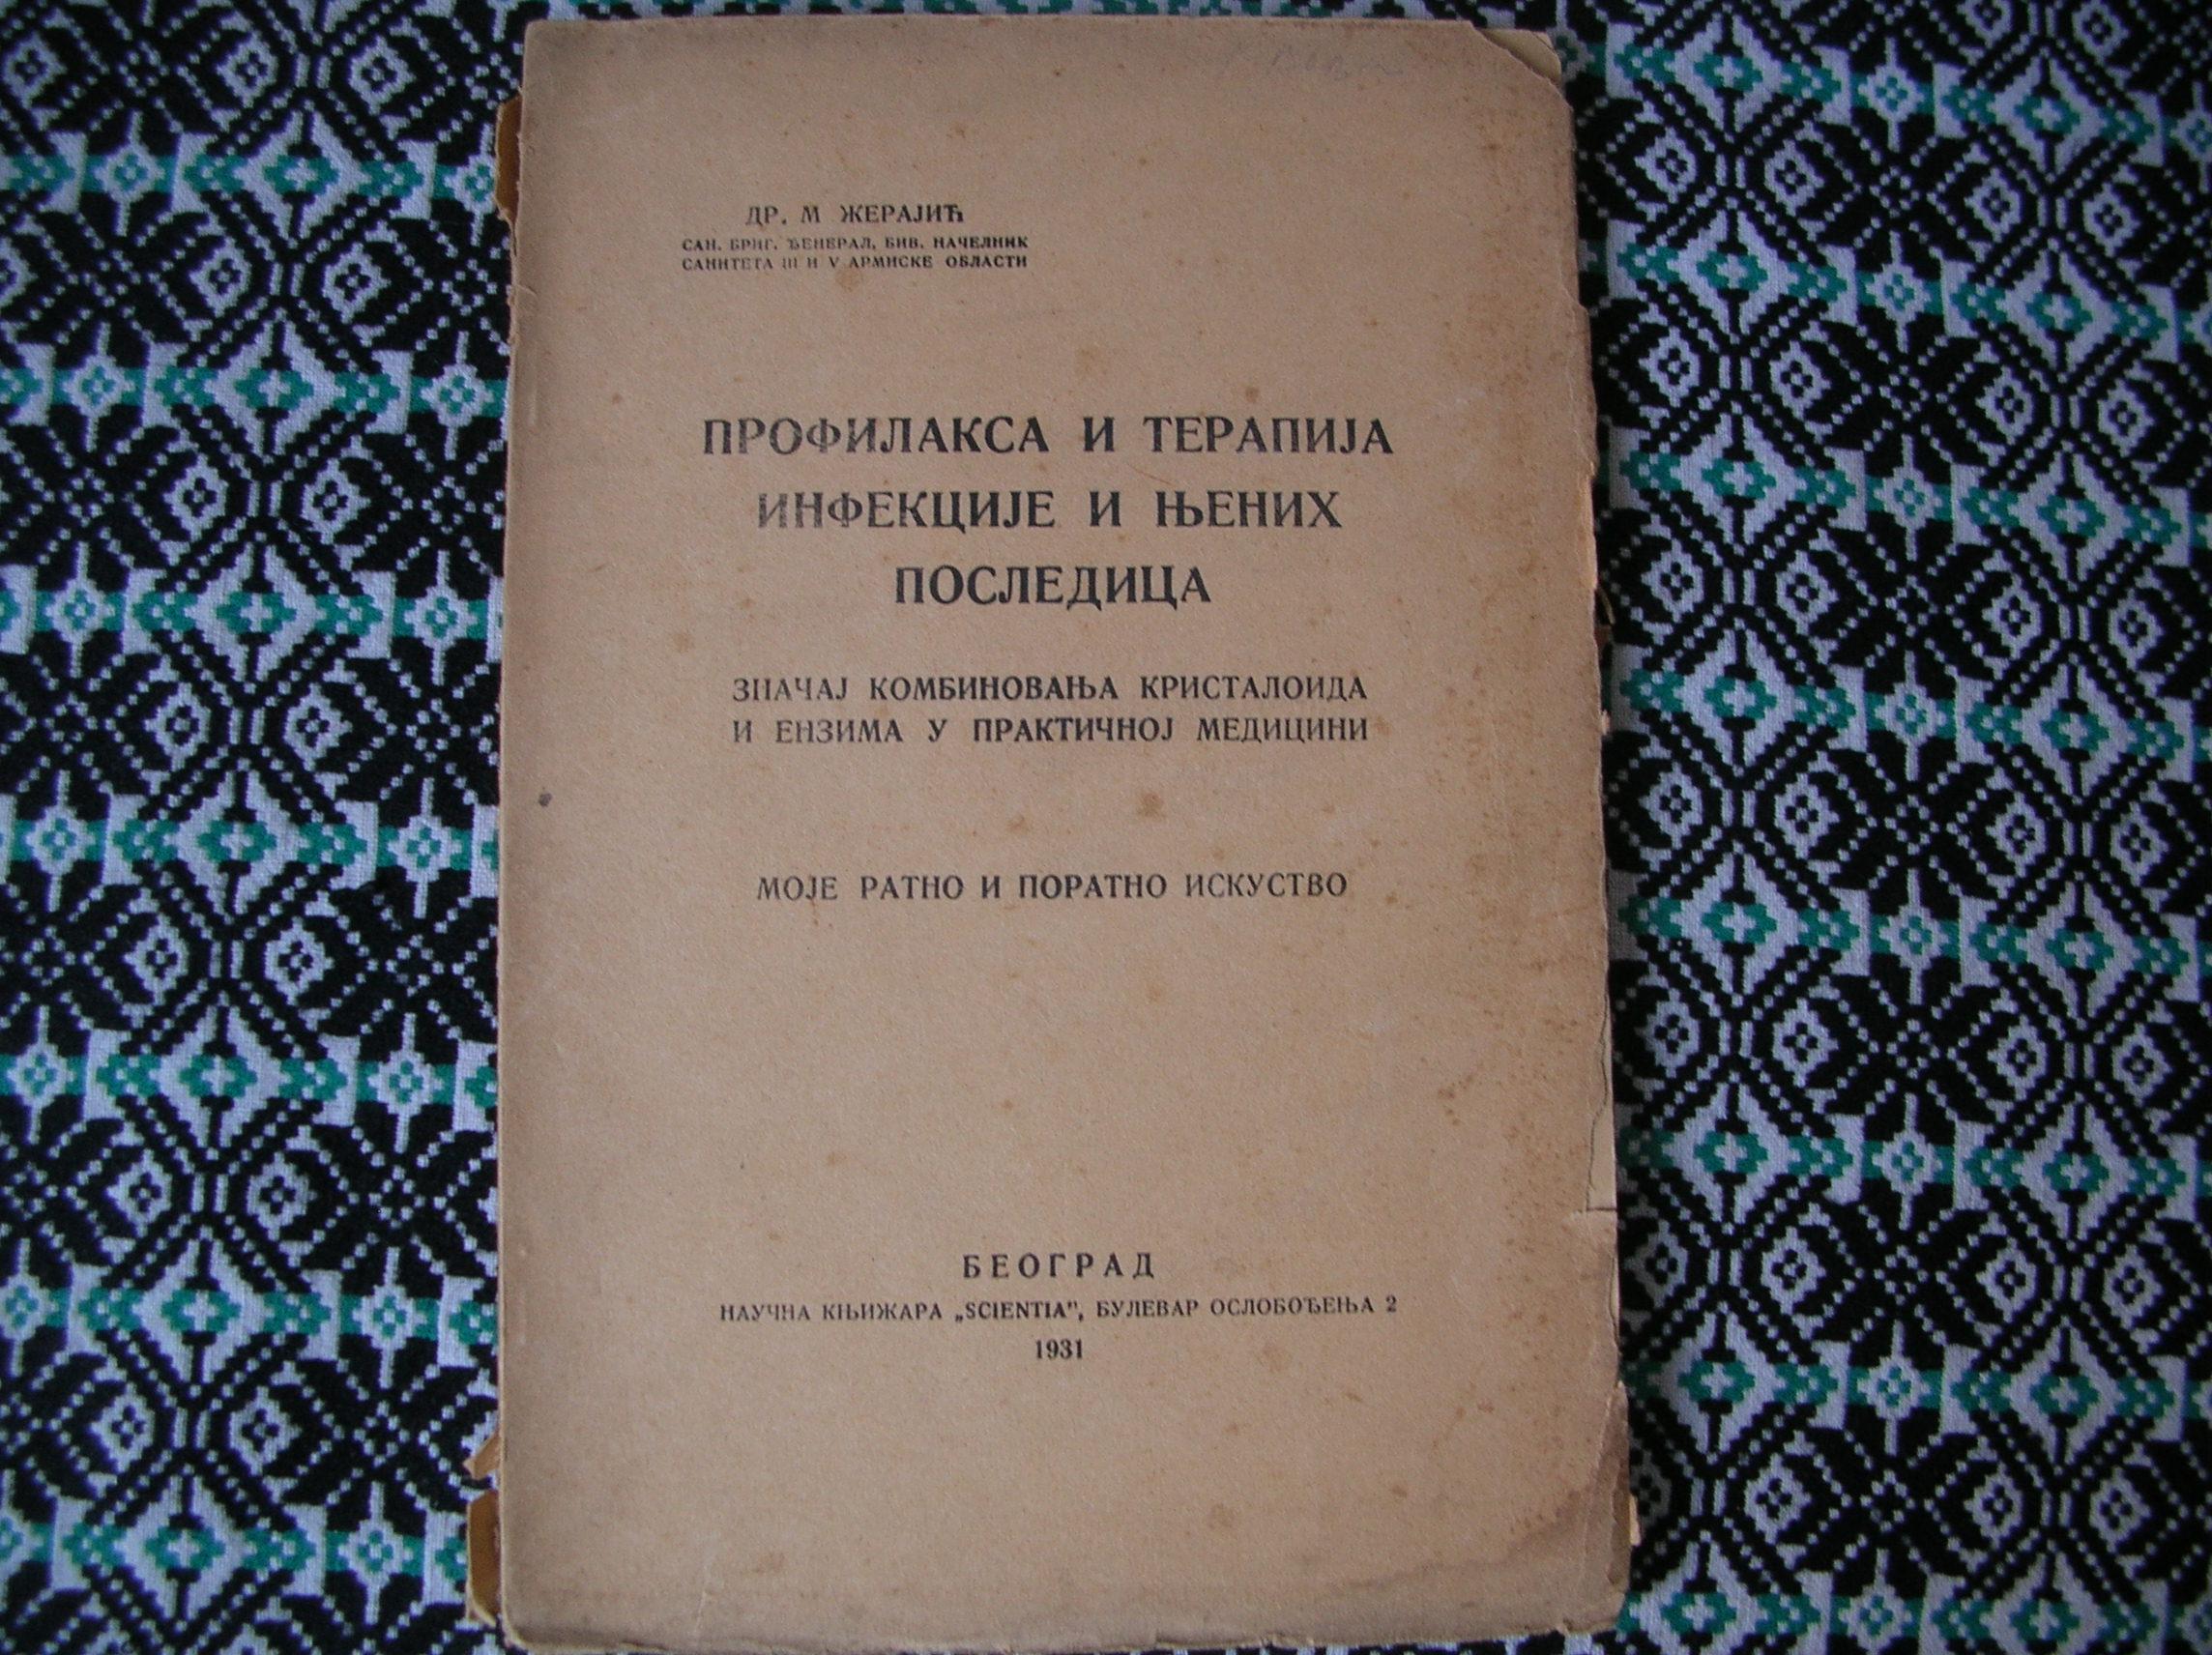 ДР. М ЖЕРАЈИЋ
САН. БРИГ. ЂЕНЕРАЛ, БИВ. НАЧЕЛНИК
САНИТЕТА III И V АРМИСКЕ ОБЛАСТИ
ПРОФИЛАКСА И ТЕРАПИЈА
ИНФЕКЦИЈЕ И ЊЕНИХ
ПОСЛЕДИЦА
ЗНАЧАЈ КОМБИНОВАЊА КРИСТАЛОИДА
И ЕНЗИМА У ПРАКТИЧНОЈ МЕДИЦИНИ
МОЈЕ РАТНО И ПОРАТНО ИСКУСТВО
БЕОГРАД
НАУЧНА КЊИЖАРА „SCIENTIA”, БУЛЕВАР ОСЛОБОЂЕЊА 2
1931